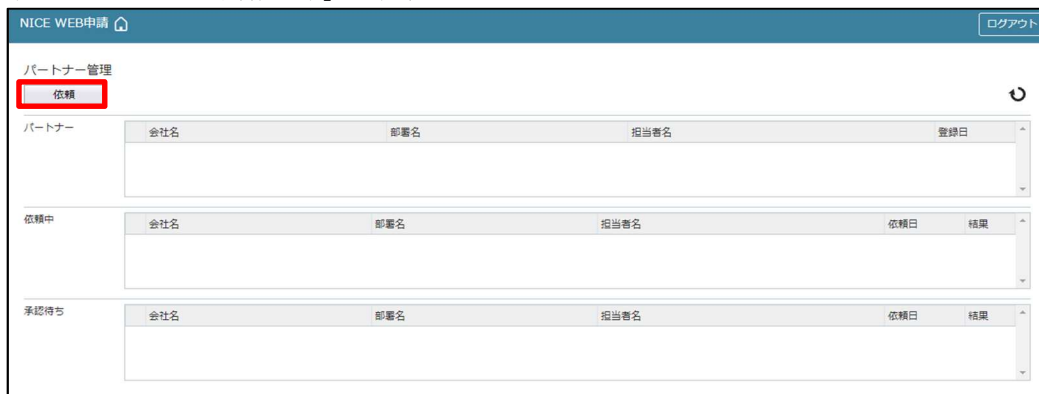 NICE WEB申請
ログアウト
パートナー管理
依頼
パートナー
会社名 部署名 担当者名 登録日
依頼中
会社名 部署名 担当者名 依頼日 結果
承認待ち
会社名 部署名 担当者名 依頼日 結果